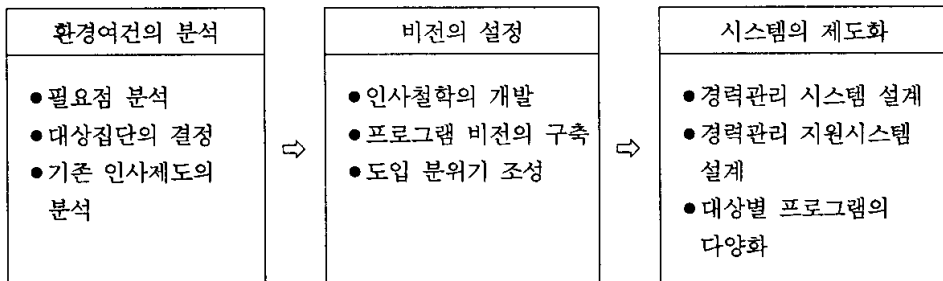 환경여건의 분석
●필요점 분석
●대상집단의 결정
●기존 인사제도의
분석
⇨
비전의 설정
●인사철학의 개발
●프로그램 비전의 구축
●도입 분위기 조성
⇨
시스템의 제도화
●경력관리 시스템 설계
●경력관리 지원시스템
설계
●대상별 프로그램의
다양화